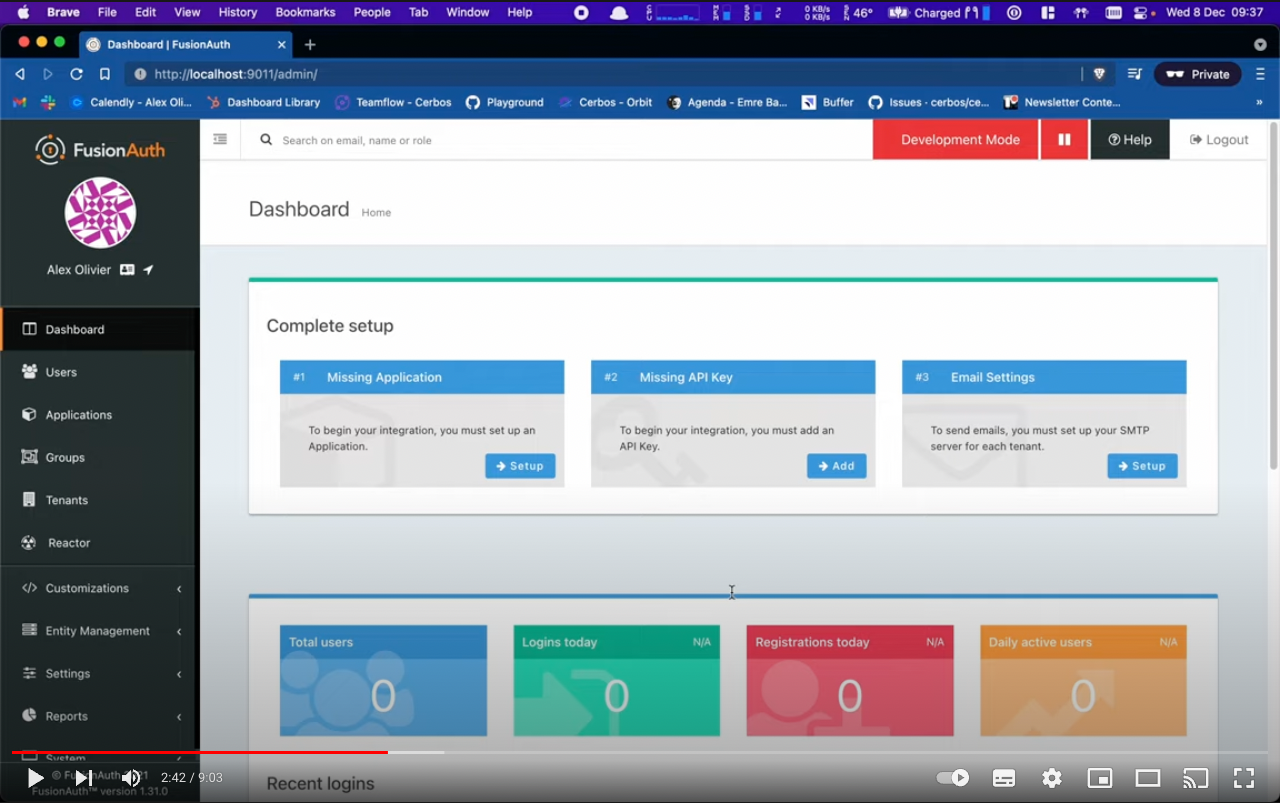 Brave File Edit View History Bookmarks People Tab Window Help 0 KB/s 0 KB/s 46° Charged Wed 8 Dec 09:37
Dashboard | FusionAuth
http://localhost:9011/admin/
Private
Calendly - Alex Oli... Dashboard Library Teamflow - Cerbos Playground Cerbos - Orbit Agenda - Emre Ba... Buffer Issues - cerbos/ce... Newsletter Conte... »
FusionAuth
Search on email, name or role
Development Mode
Help
Logout
Dashboard Home
Alex Olivier
Dashboard
Users
Applications
Groups
Tenants
Reactor
Customizations
Entity Management
Settings
Reports
System
Complete setup
#1 Missing Application
To begin your integration, you must set up an
Application.
Setup
#2 Missing API Key
To begin your integration, you must add an
API Key.
Add
#3 Email Settings
To send emails, you must set up your SMTP
server for each tenant.
Setup
Total users
0
Logins today N/A
0
Registrations today N/A
0
Daily active users N/A
0
Recent logins
2:42 / 9:03
FusionAuth™ version 1.31.0